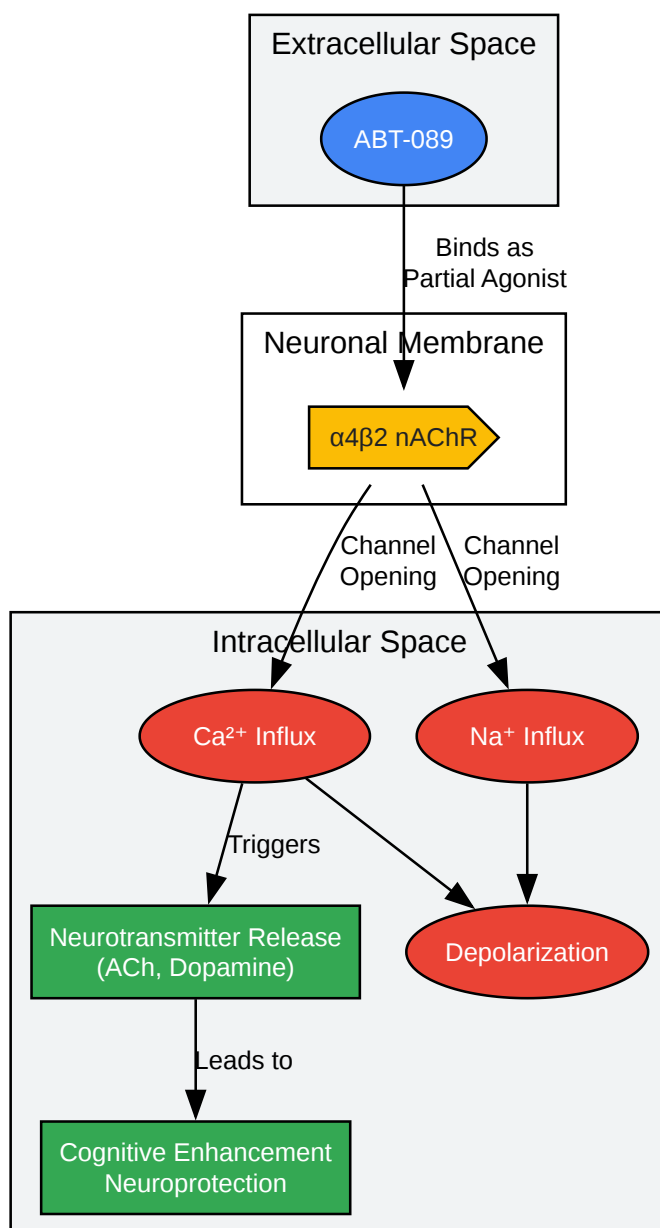 Extracellular Space
ABT-089
Binds as
Partial Agonist
Neuronal Membrane
α4β2 nAChR
Channel
Opening
Channel
Opening
Intracellular Space
Ca²⁺ Influx
Na⁺ Influx
Triggers
Neurotransmitter Release
(ACh, Dopamine)
Depolarization
Leads to
Cognitive Enhancement
Neuroprotection